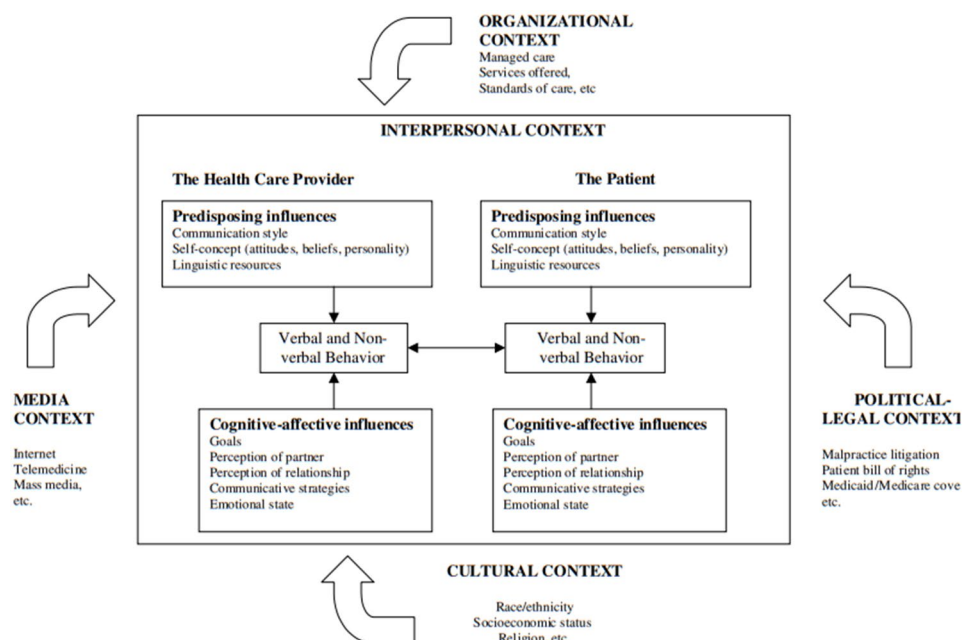 ORGANIZATIONAL
CONTEXT
Managed care
Services offered,
Standards of care, etc
INTERPERSONAL CONTEXT
The Health Care Provider
Predisposing influences
Communication style
Self-concept (attitudes, beliefs, personality)
Linguistic resources
Verbal and Non-
verbal Behavior
Cognitive-affective influences
Goals
Perception of partner
Perception of relationship
Communicative strategies
Emotional state
The Patient
Predisposing influences
Communication style
Self-concept (attitudes, beliefs, personality)
Linguistic resources
Verbal and Non-
verbal Behavior
Cognitive-affective influences
Goals
Perception of partner
Perception of relationship
Communicative strategies
Emotional state
MEDIA
CONTEXT
Internet
Telemedicine
Mass media,
etc.
POLITICAL-
LEGAL CONTEXT
Malpractice litigation
Patient bill of rights
Medicaid/Medicare cove
etc.
CULTURAL CONTEXT
Race/ethnicity
Socioeconomic status
Religion, etc